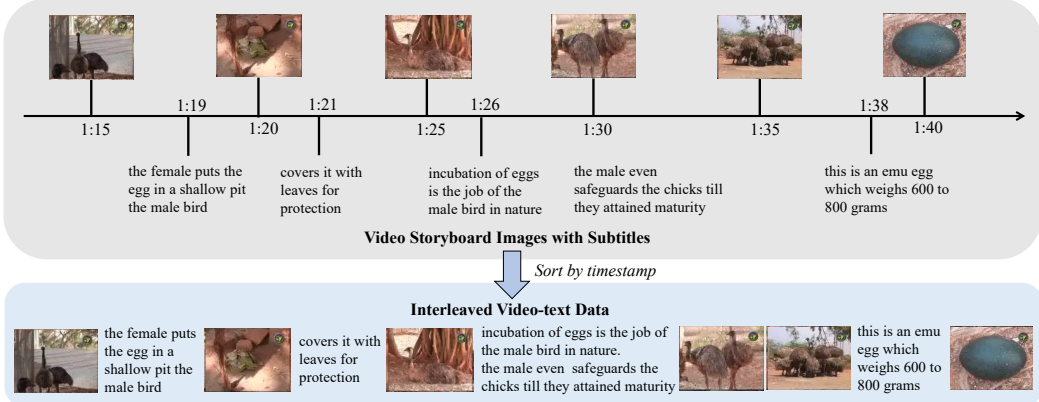 1:19
1:21
1:26
1:38
1:15
1:20
1:25
1:30
1:35
1:40
the female puts the
egg in a shallow pit
the male bird
covers it with
leaves for
protection
incubation of eggs
is the job of the
male bird in nature
the male even
safeguards the chicks till
they attained maturity
this is an emu egg
which weighs 600 to
800 grams
Video Storyboard Images with Subtitles
Sort by timestamp
Interleaved Video-text Data
the female puts
the egg in a
shallow pit the
male bird
covers it with
leaves for
protection
incubation of eggs is the job of
the male bird in nature.
the male even safeguards the
chicks till they attained maturity
this is an emu
egg which
weighs 600 to
800 grams